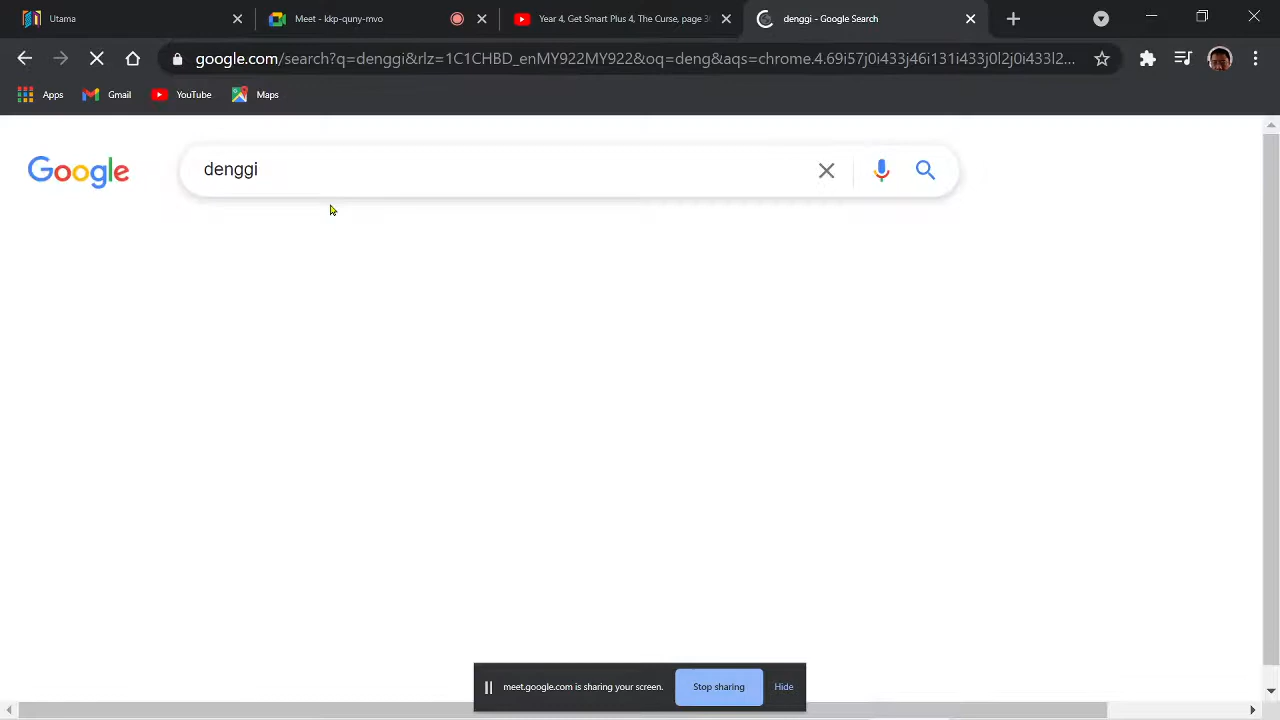 Utama
Meet - kdp-quny-mvo
Year 4, Get Smart Plus 4, The Curse, page 3
denggi - Google Search
google.com/search?q=denggi&rlz=1C1CHBD_enMY922MY922&oq=deng&aqs=chrome.4.69i57j0i433j46i131i433j0l2j0i433l2...
Apps
Gmail
YouTube
Maps
Google
denggi
meet.google.com is sharing your screen.
Stop sharing
Hide